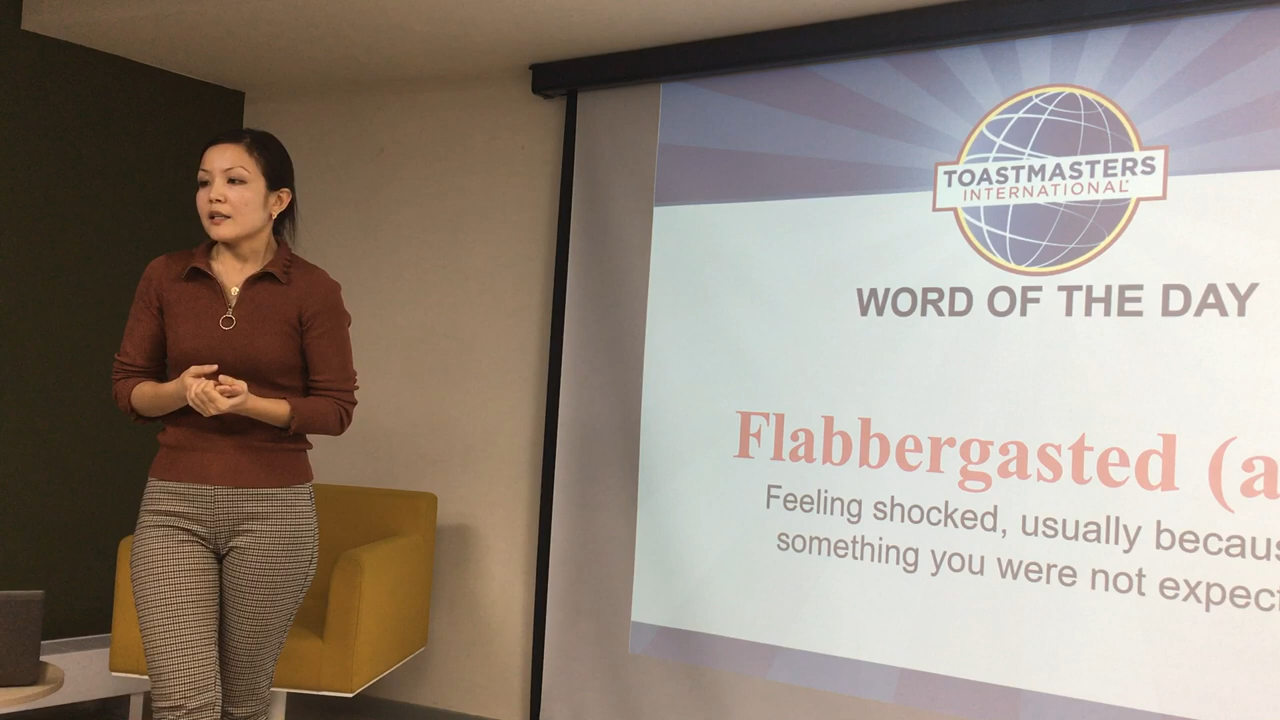 TOASTMASTERS
INTERNATIONAL
WORD OF THE DAY
Flabbergasted (a
Feeling shocked, usually
something you were not